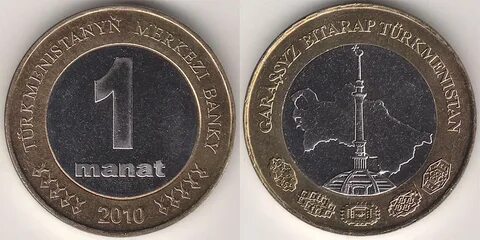 TÜRKMENISTANYŇ MERKEZI BANKY
1
manat
2010
GARAŞSYZ BITARAP TÜRKMENISTAN